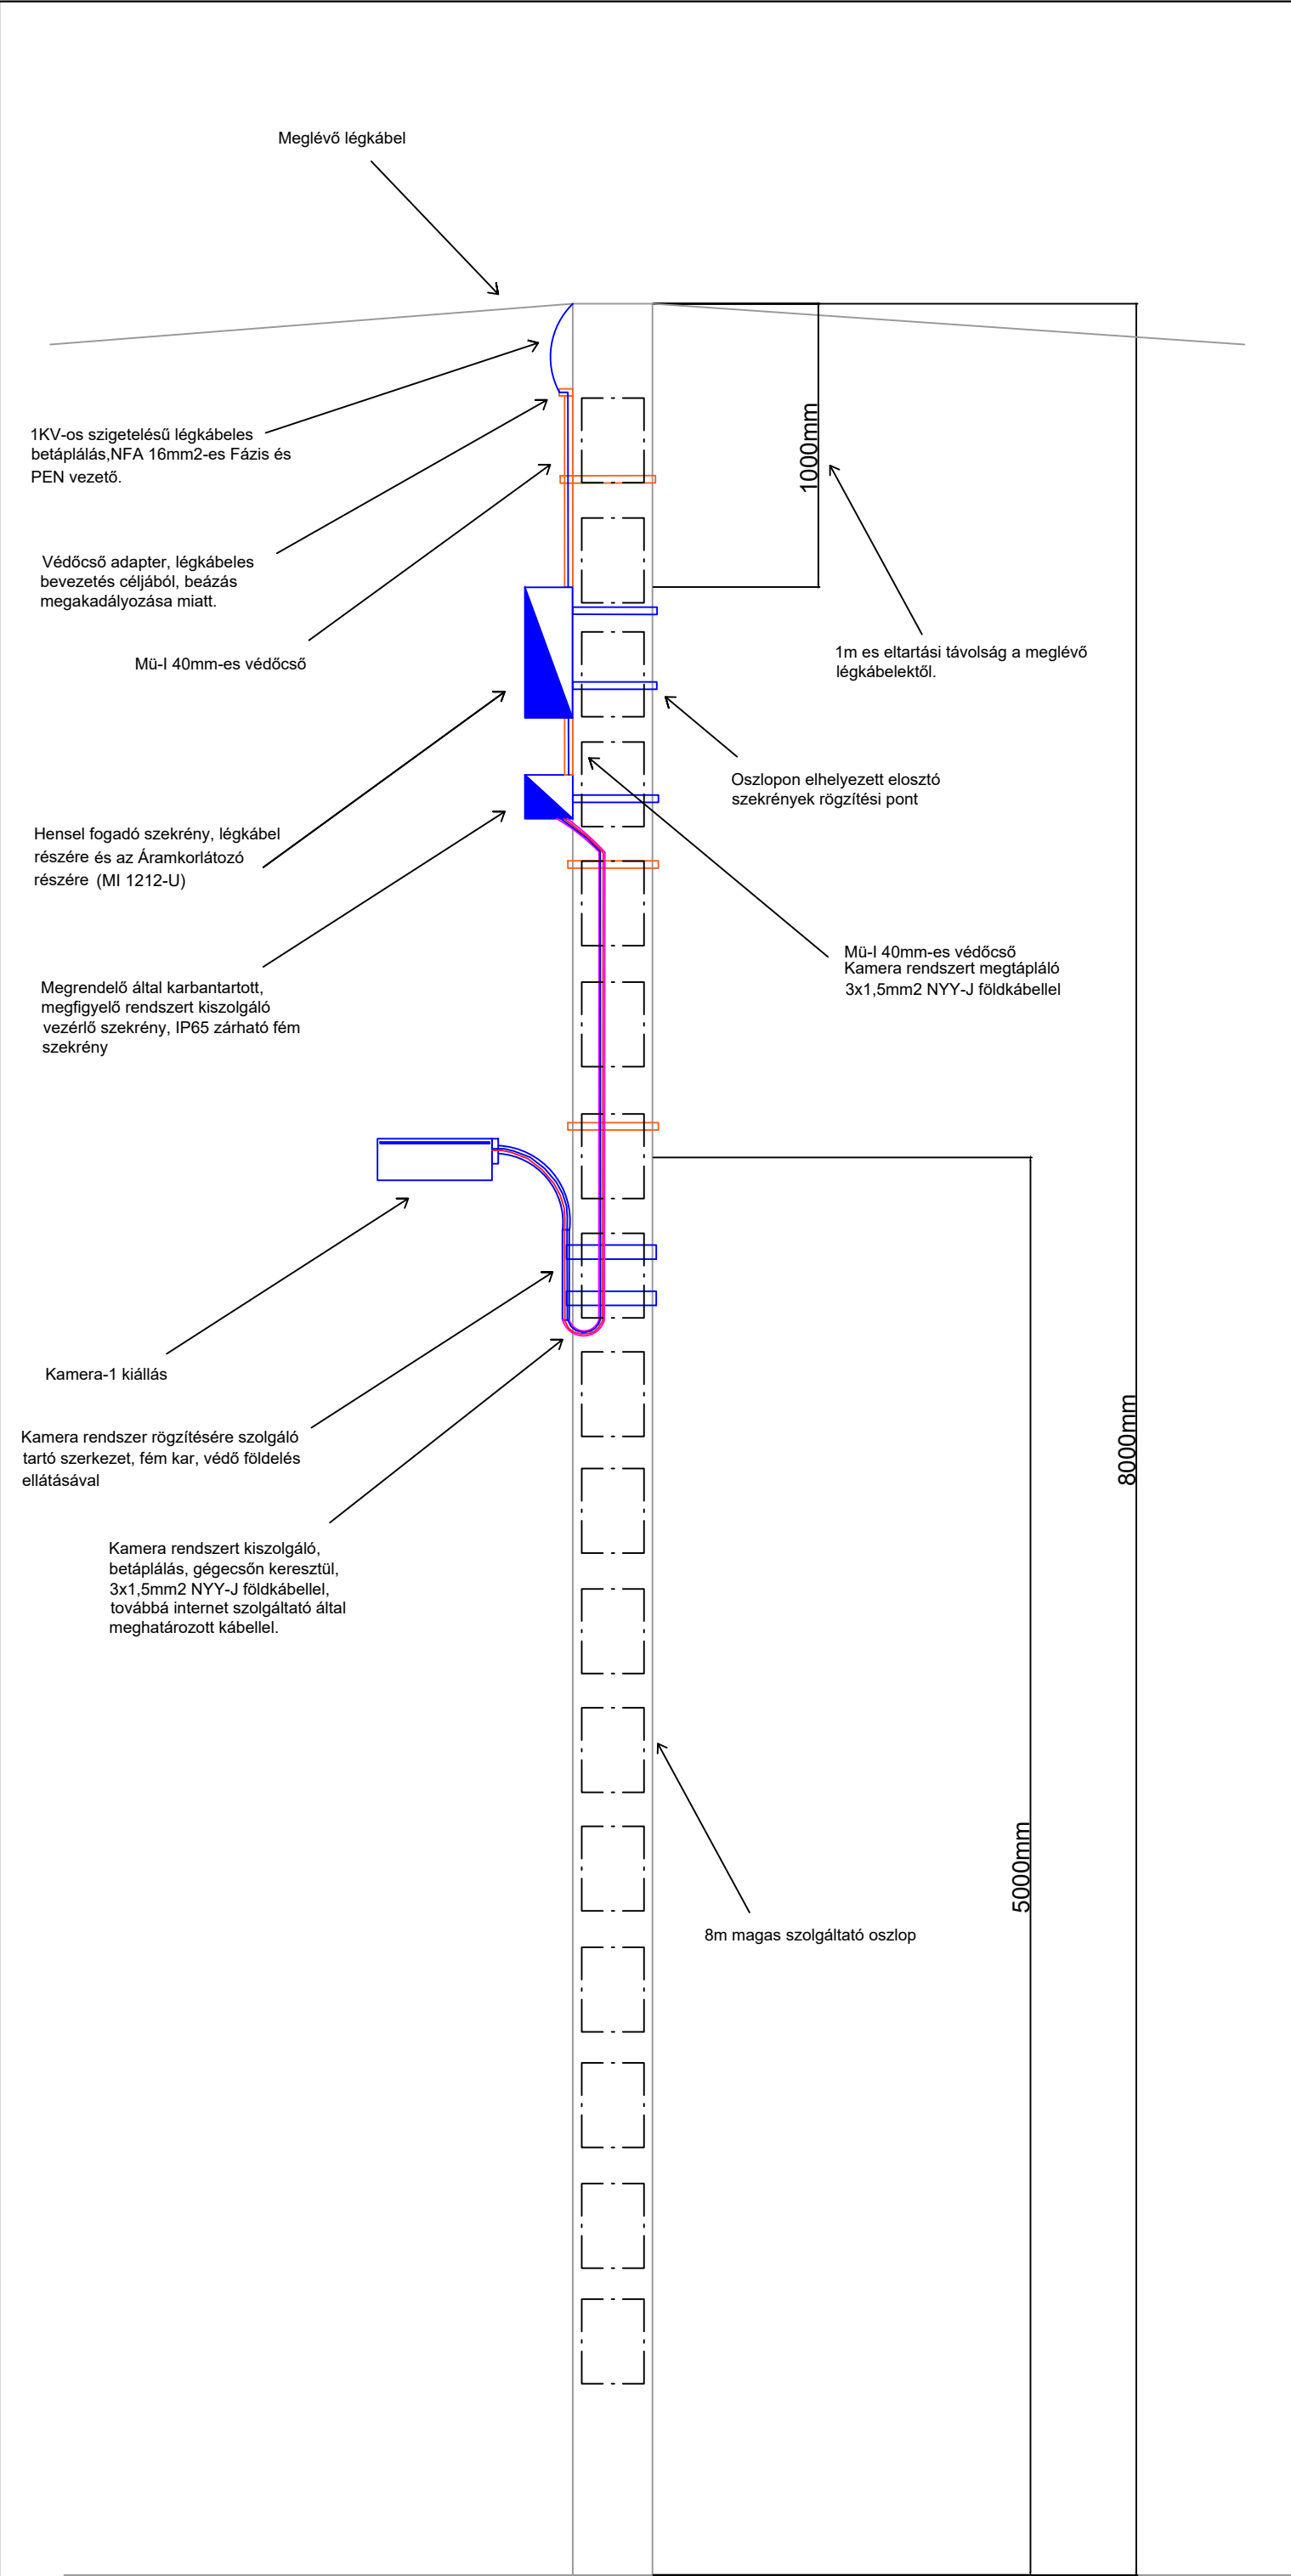 Meglévő légkábel
1KV-os szigetelésű légkábeles
betáplálás,NFA 16mm2-es Fázis és
PEN vezető.
1000mm
Védőcső adapter, légkábeles
bevezetés céljából, beázás
megakadályozása miatt.
Mü-I 40mm-es védőcső
1m es eltartási távolság a meglévő
légkábelektől.
Oszlopon elhelyezett elosztó
szekrények rögzítési pont
Hensel fogadó szekrény, légkábel
részére és az Áramkorlátozó
részére (MI 1212-U)
Mü-I 40mm-es védőcső
Kamera rendszert megtápláló
3x1,5mm2 NYY-J földkábellel
Megrendelő által karbantartott,
megfigyelő rendszert kiszolgáló
vezérlő szekrény, IP65 zárható fém
szekrény
Kamera-1 kiállás
8000mm
Kamera rendszer rögzítésére szolgáló
tartó szerkezet, fém kar, védő földelés
ellátásával
Kamera rendszert kiszolgáló,
betáplálás, gégecsőn keresztül,
3x1,5mm2 NYY-J földkábellel,
továbbá internet szolgáltató által
meghatározott kábellel.
5000mm
8m magas szolgáltató oszlop